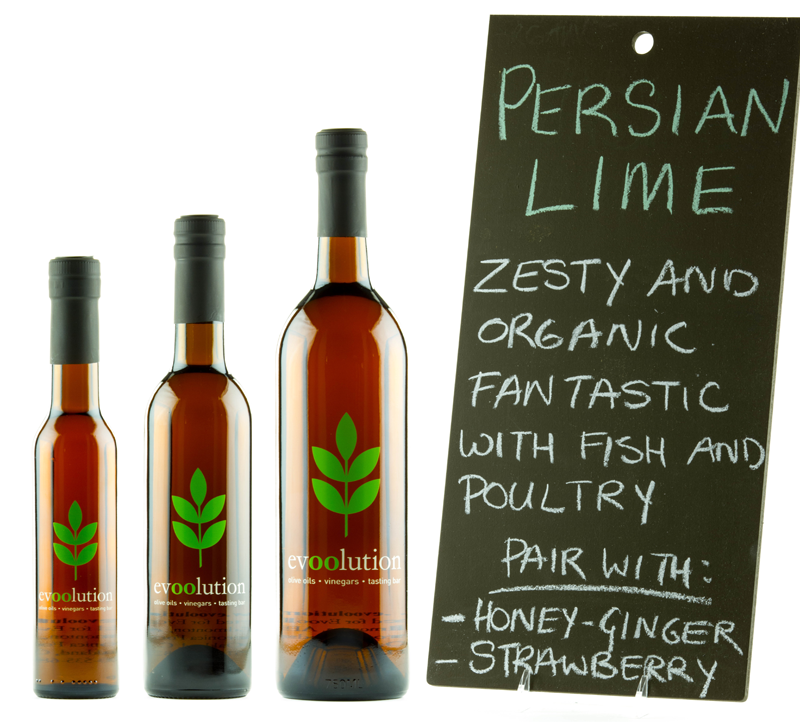 evoolution
olive oils • vinegars • tasting bar
evoolution
olive oils • vinegars • tasting bar
evoolution
olive oils • vinegars • tasting bar
PERSIAN
LIME
ZESTY AND
ORGANIC
FANTASTIC
WITH FISH AND
POULTRY
PAIR WITH:
- HONEY-GINGER
- STRAWBERRY